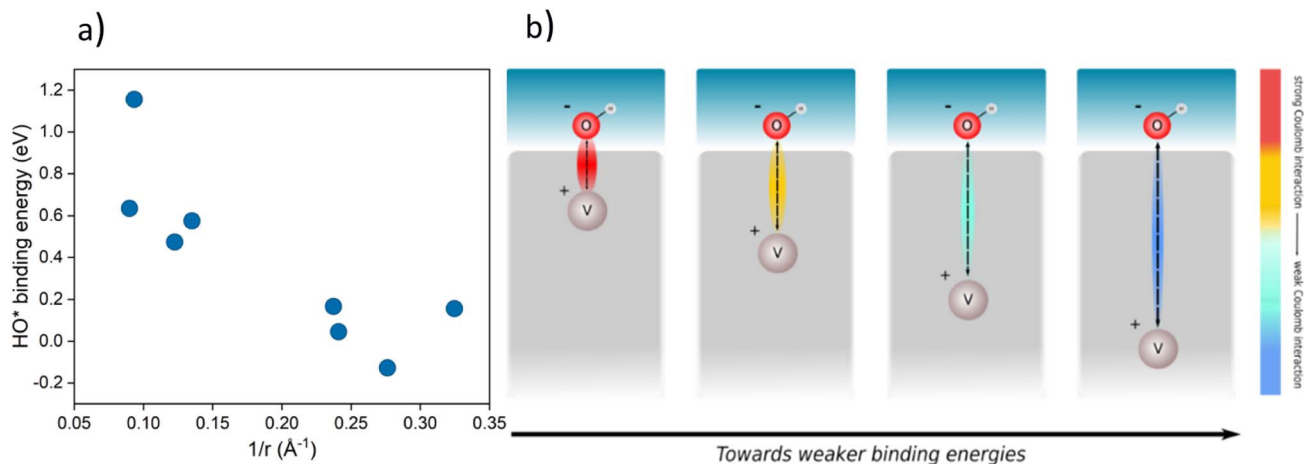 a)
b)
HO* binding energy (eV)
1.2
1.0
0.8
0.6
0.4
0.2
0.0
-0.2
0.05
0.10
0.15
0.20
0.25
0.30
0.35
1/r (Å⁻¹)
- O H
+ V
- O H
+ V
- O H
+ V
- O H
+ V
strong Coulomb interaction
weak Coulomb interaction
Towards weaker binding energies